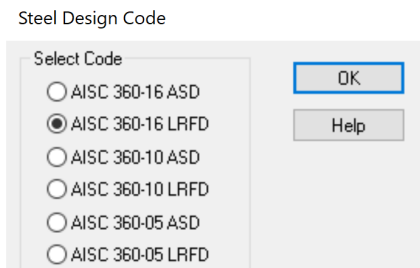 Steel Design Code
Select Code
OK
AISC 360-16 ASD
AISC 360-16 LRFD
Help
AISC 360-10 ASD
AISC 360-10 LRFD
AISC 360-05 ASD
AISC 360-05 LRFD